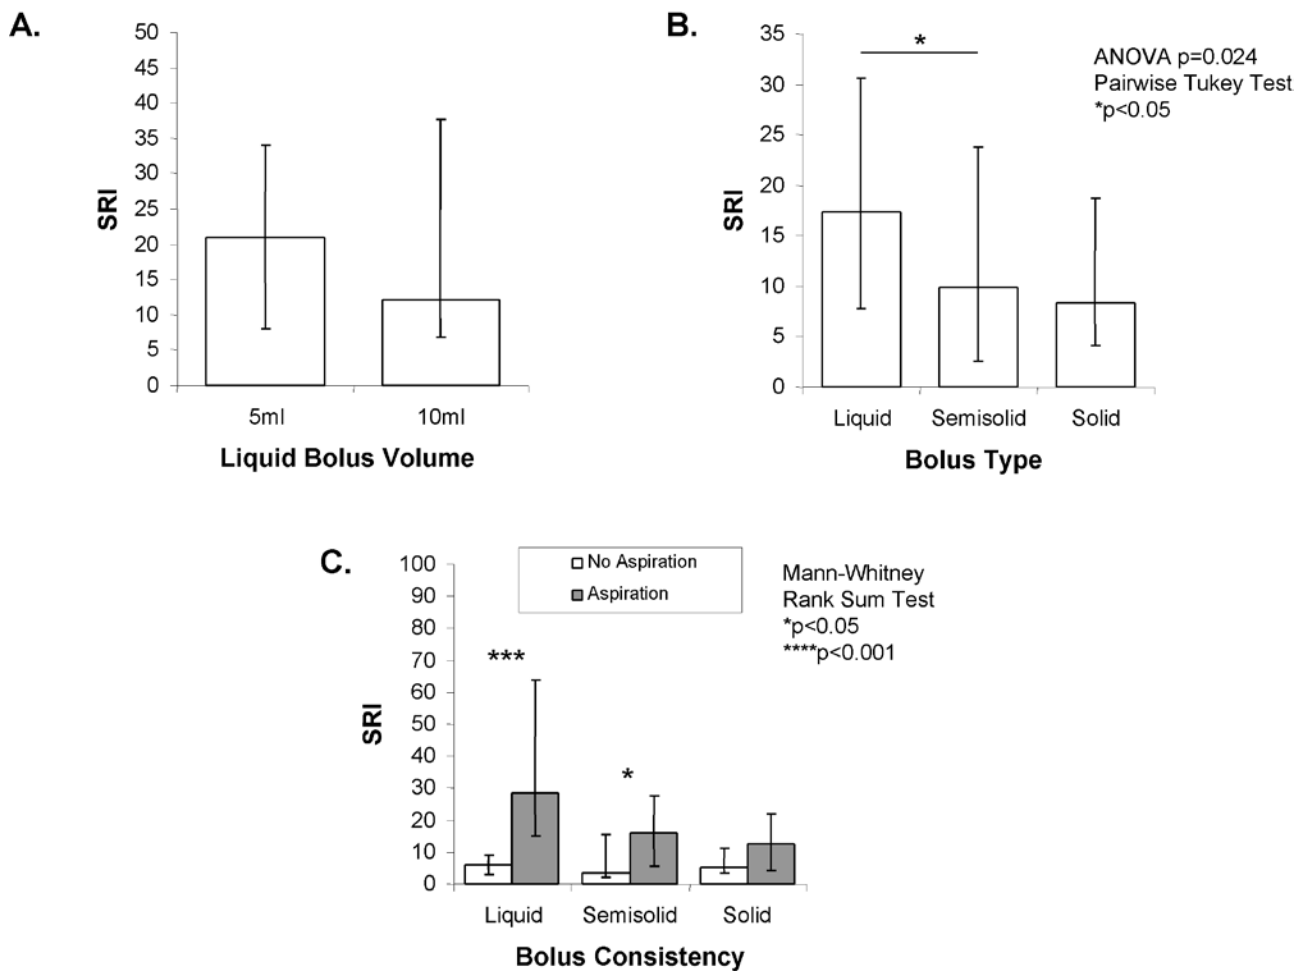 A.
50
45
40
35
30
25
20
15
10
5
0
SRI
5ml 10ml
Liquid Bolus Volume
B.
35
30
25
20
15
10
5
0
SRI
*
Liquid Semisolid Solid
Bolus Type
ANOVA p=0.024
Pairwise Tukey Test
*p<0.05
C.
100
90
80
70
60
50
40
30
20
10
0
SRI
No Aspiration
Aspiration
***
*
Liquid Semisolid Solid
Bolus Consistency
Mann-Whitney
Rank Sum Test
*p<0.05
****p<0.001